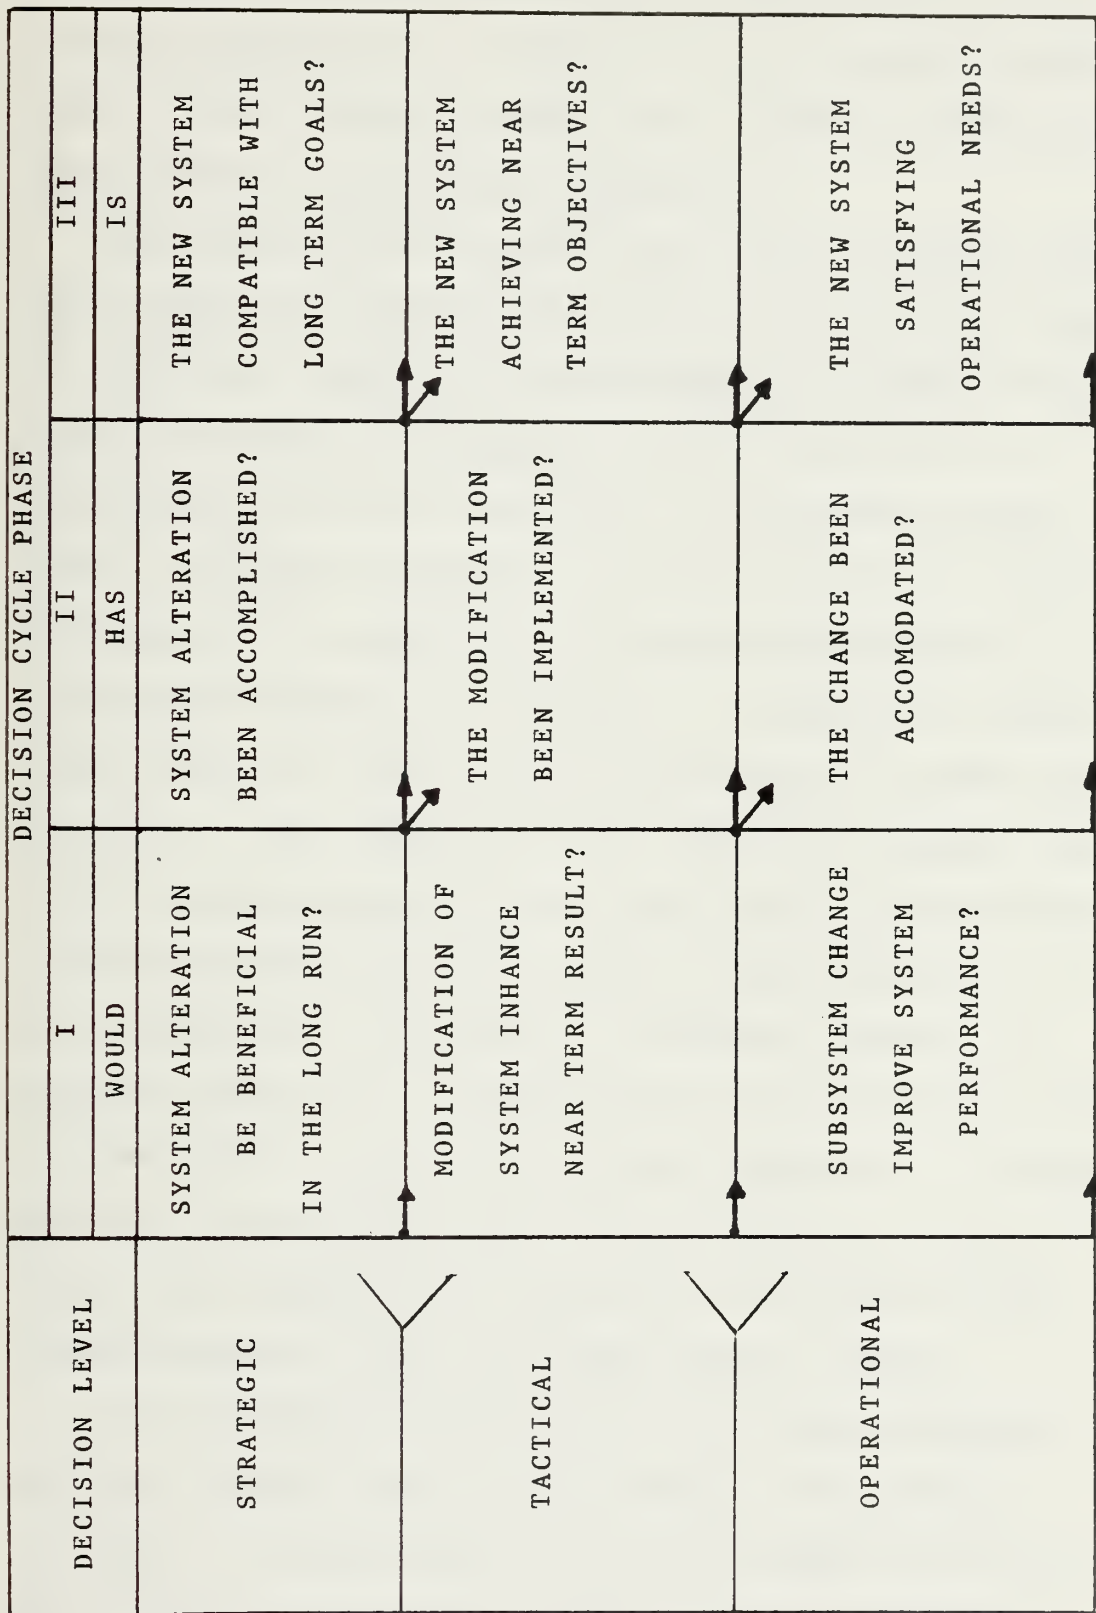 DECISION CYCLE PHASE
DECISION LEVEL
I
II
III
WOULD
HAS
IS
STRATEGIC
SYSTEM ALTERATION
BE BENEFICIAL
IN THE LONG RUN?
SYSTEM ALTERATION
BEEN ACCOMPLISHED?
THE NEW SYSTEM
COMPATIBLE WITH
LONG TERM GOALS?
TACTICAL
MODIFICATION OF
SYSTEM INHANCE
NEAR TERM RESULT?
THE MODIFICATION
BEEN IMPLEMENTED?
THE NEW SYSTEM
ACHIEVING NEAR
TERM OBJECTIVES?
OPERATIONAL
SUBSYSTEM CHANGE
IMPROVE SYSTEM
PERFORMANCE?
THE CHANGE BEEN
ACCOMODATED?
THE NEW SYSTEM
SATISFYING
OPERATIONAL NEEDS?